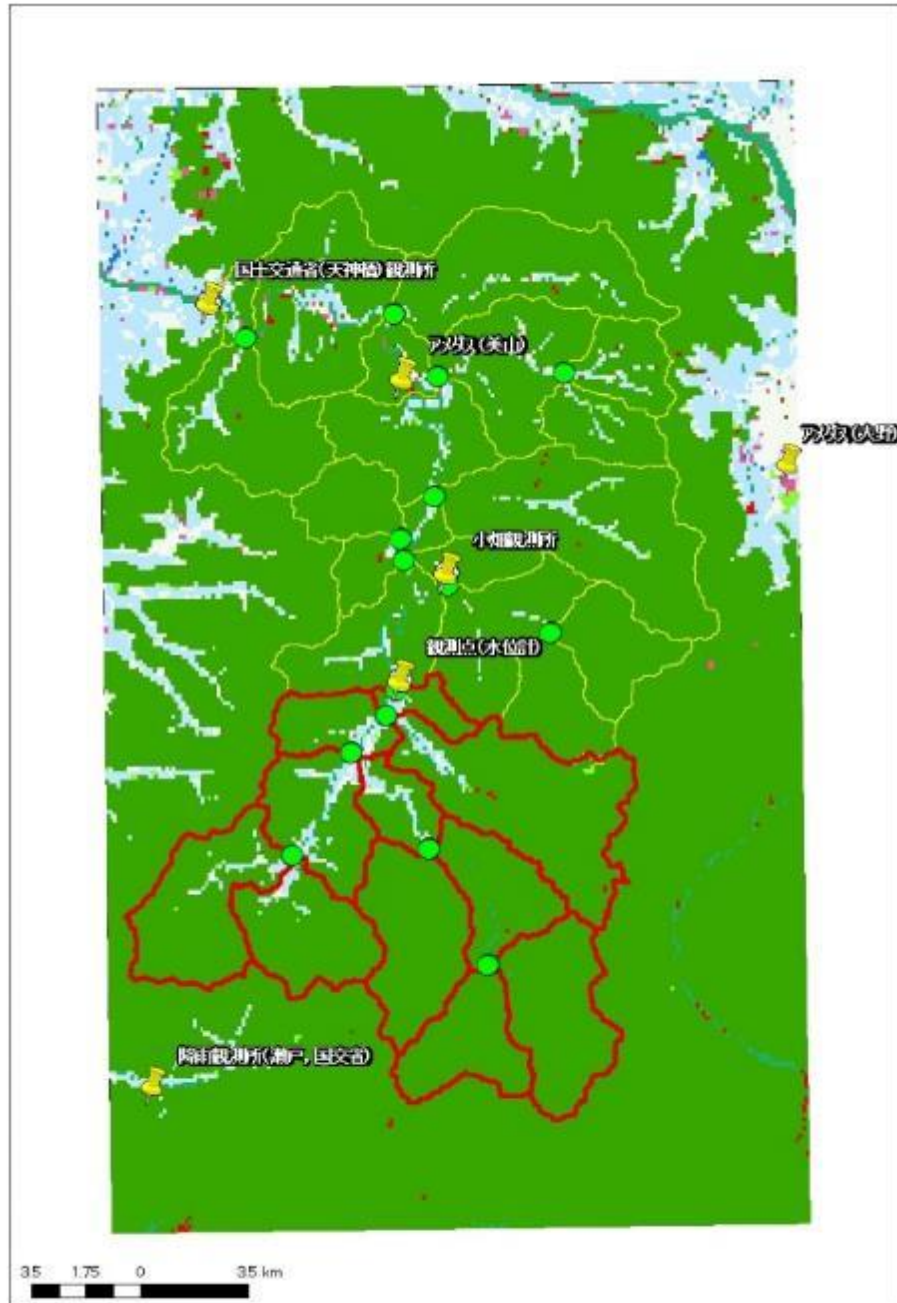 国土交通省(天神橋)観測所
アメダス(美山)
アメダス(大野)
小畑観測所
観測点(水位計)
降雨観測所(瀬戸,国交省)
3.5 1.75 0 3.5 km